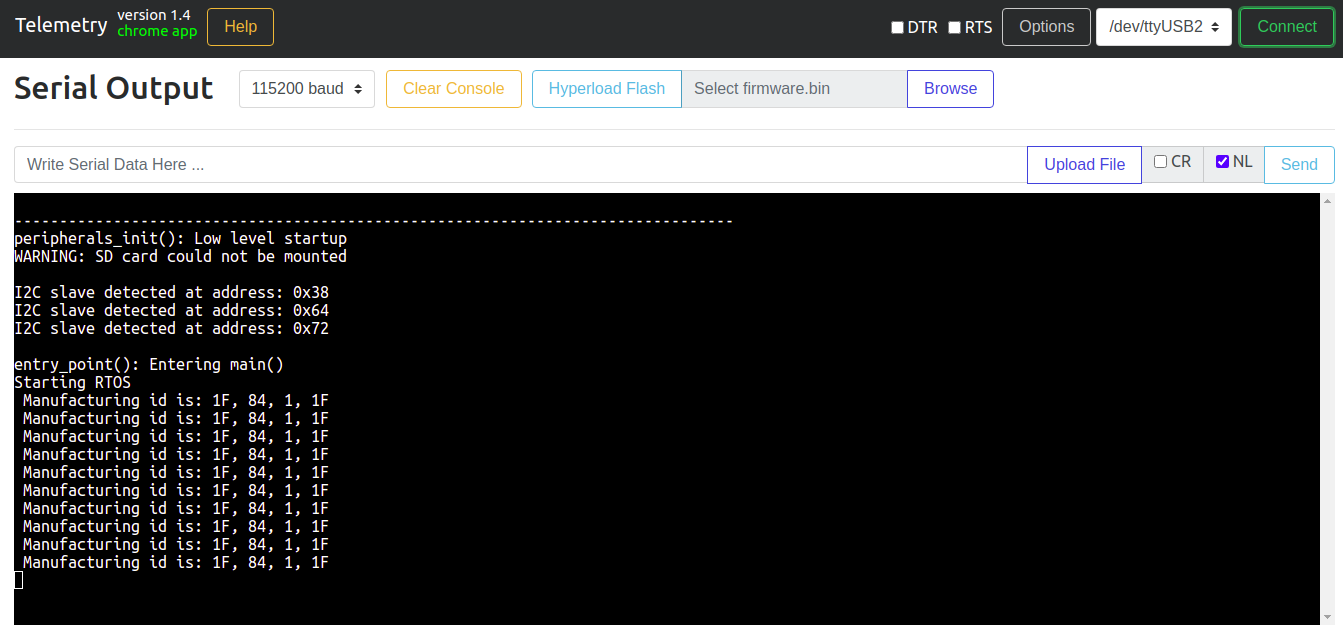 Telemetry version 1.4 chrome app Help DTR RTS Options /dev/ttyUSB2 Connect
Serial Output 115200 baud Clear Console Hyperload Flash Select firmware.bin Browse
Write Serial Data Here ... Upload File CR NL Send
--------------------------------------------------------------------------------
peripherals_init(): Low level startup
WARNING: SD card could not be mounted
I2C slave detected at address: 0x38
I2C slave detected at address: 0x64
I2C slave detected at address: 0x72
entry_point(): Entering main()
Starting RTOS
Manufacturing id is: 1F, 84, 1, 1F
Manufacturing id is: 1F, 84, 1, 1F
Manufacturing id is: 1F, 84, 1, 1F
Manufacturing id is: 1F, 84, 1, 1F
Manufacturing id is: 1F, 84, 1, 1F
Manufacturing id is: 1F, 84, 1, 1F
Manufacturing id is: 1F, 84, 1, 1F
Manufacturing id is: 1F, 84, 1, 1F
Manufacturing id is: 1F, 84, 1, 1F
Manufacturing id is: 1F, 84, 1, 1F